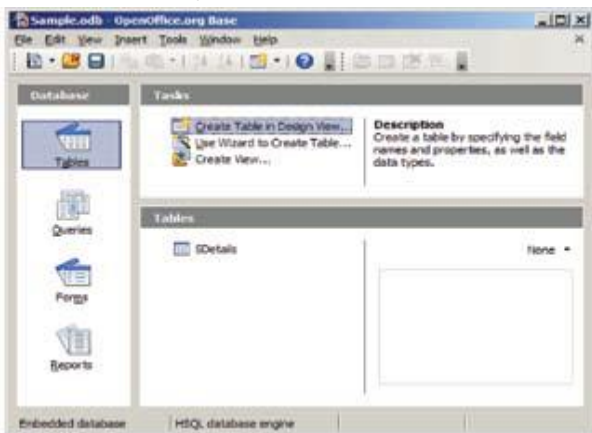 Sample.odb - OpenOffice.org Base
File Edit View Insert Tools Window Help
Database
Tasks
Tables
Queries
Forms
Reports
Create Table in Design View...
Use Wizard to Create Table...
Create View...
Description
Create a table by specifying the field
names and properties, as well as the
data types.
Tables
SDetails
None
Embedded database
HSQL database engine